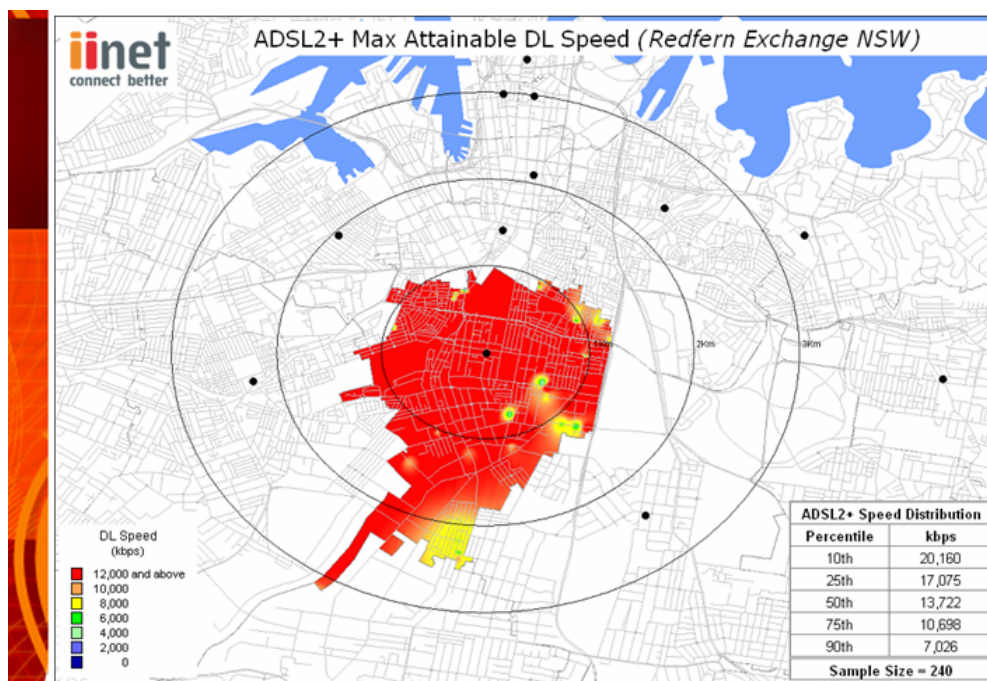 iinet
connect better
ADSL2+ Max Attainable DL Speed (Redfern Exchange NSW)
1Km
2Km
3Km
DL Speed
(kbps)
12,000 and above
10,000
8,000
6,000
4,000
2,000
0
ADSL2+ Speed Distribution
Percentile kbps
10th 20,160
25th 17,075
50th 13,722
75th 10,698
90th 7,026
Sample Size = 240